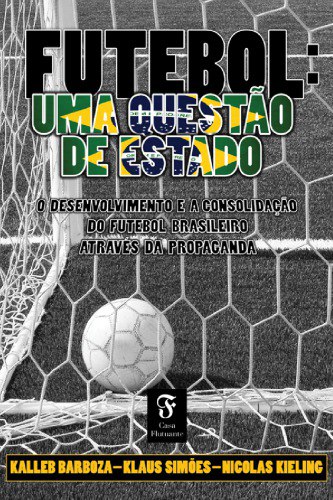 FUTEBOL:
UMA QUESTÃO
DE ESTADO
O DESENVOLVIMENTO E A CONSOLIDAÇÃO
DO FUTEBOL BRASILEIRO
ATRAVÉS DA PROPAGANDA
Casa
Flutuante
KALLEB BARBOZA–KLAUS SIMÕES–NICOLAS KIELING